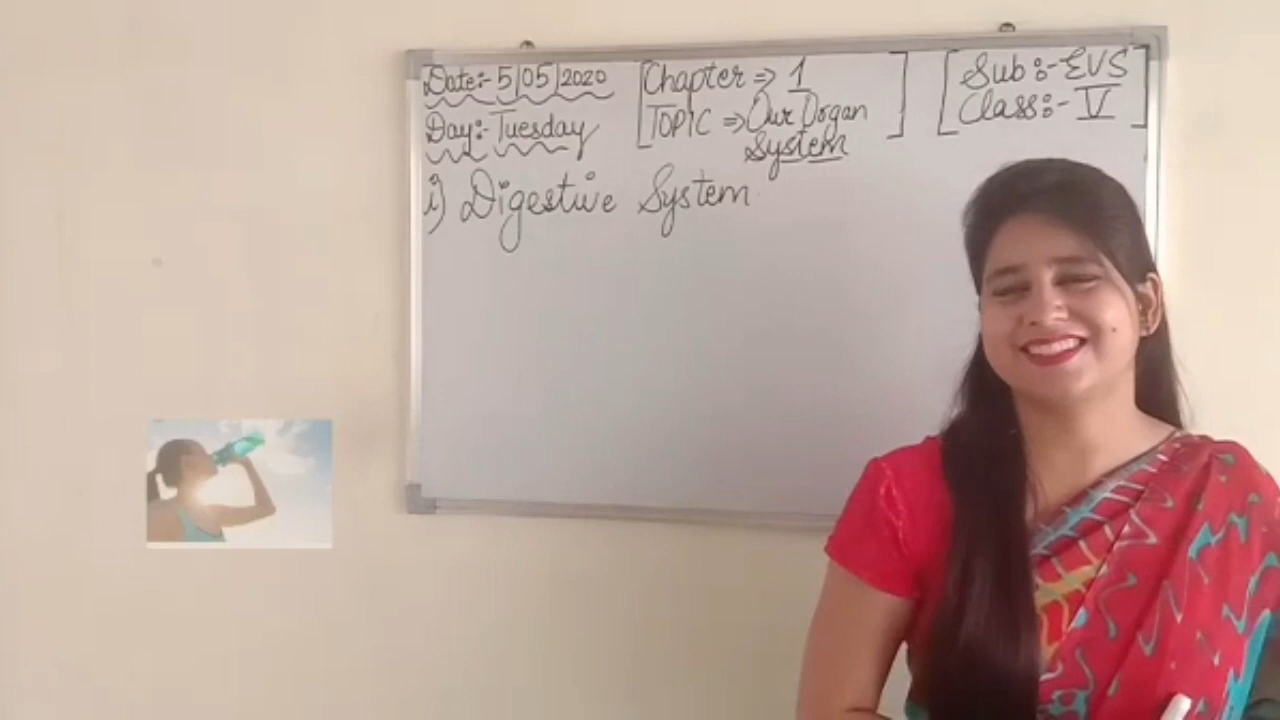 Date:- 5|05|2020
Day:- Tuesday
[Chapter => 1
TOPIC => Our Organ
System]
[Sub:- EVS
Class:- V]
i) Digestive System